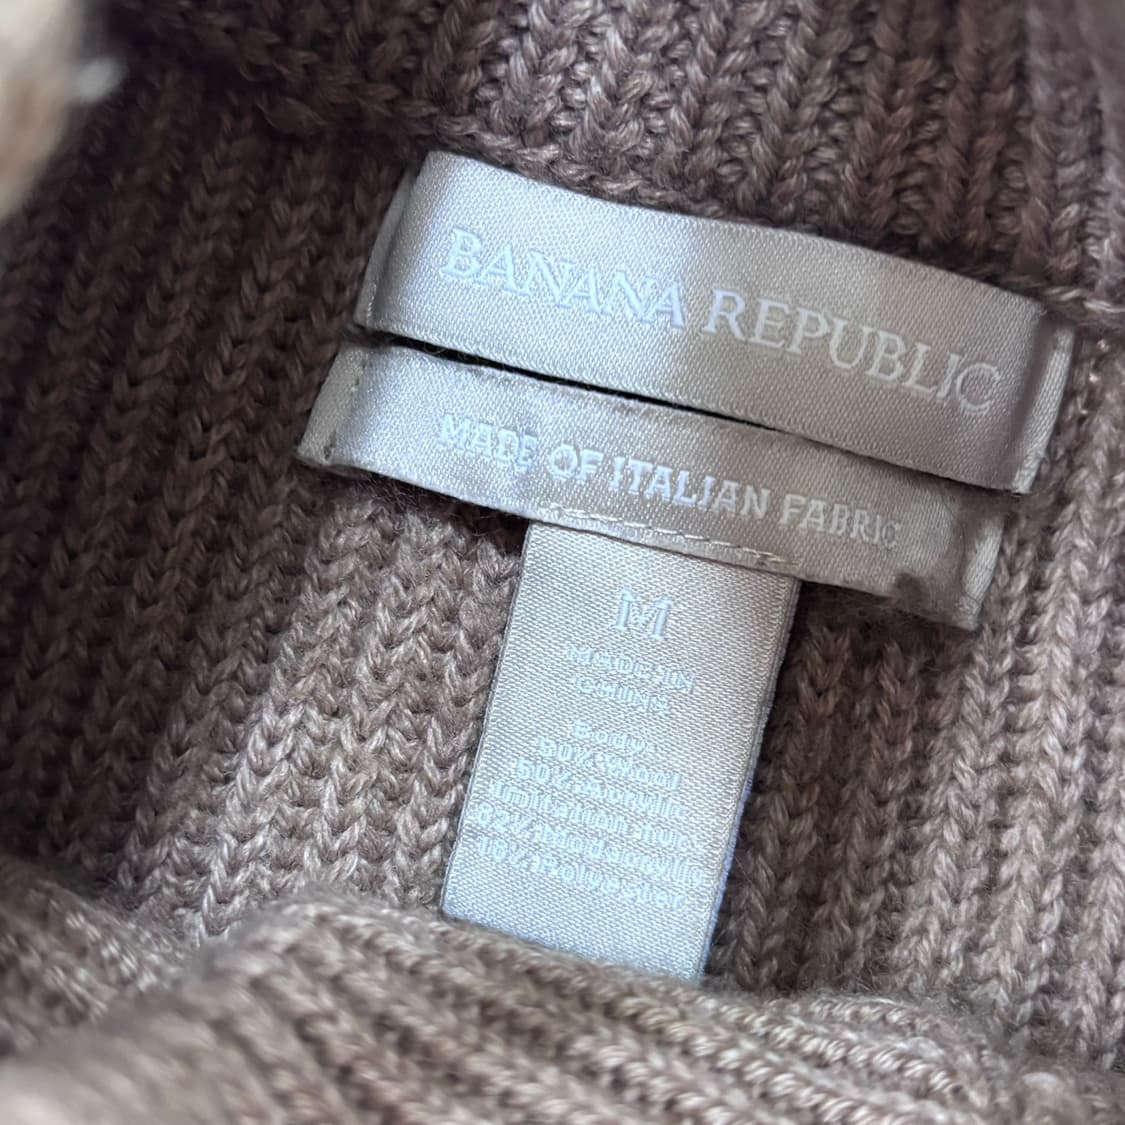 BANANA REPUBLIC
MADE OF ITALIAN FABRIC
M
MADE IN
CHINA
Body:
50% Wool
50% Acrylic
Imitation Fur:
82% Modacrylic
18% Polyester